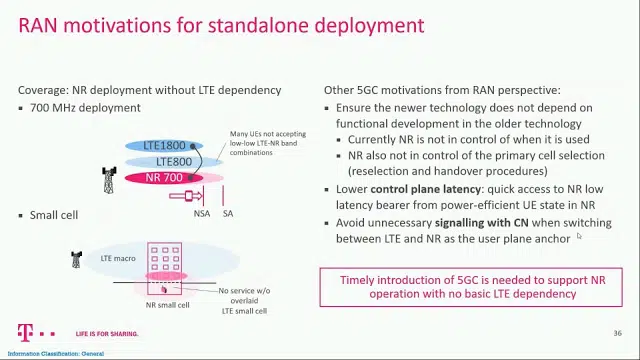 RAN motivations for standalone deployment
Coverage: NR deployment without LTE dependency
▪ 700 MHz deployment
LTE1800
LTE800
NR 700
Many UEs not accepting
low-low LTE-NR band
combinations
NSA
SA
▪ Small cell
LTE macro
NR small cell
No service w/o
overlaid
LTE small cell
Other 5GC motivations from RAN perspective:
▪ Ensure the newer technology does not depend on
functional development in the older technology
▪ Currently NR is not in control of when it is used
▪ NR also not in control of the primary cell selection
(reselection and handover procedures)
▪ Lower control plane latency: quick access to NR low
latency bearer from power-efficient UE state in NR
▪ Avoid unnecessary signalling with CN when switching
between LTE and NR as the user plane anchor
Timely introduction of 5GC is needed to support NR
operation with no basic LTE dependency
T
LIFE IS FOR SHARING.
36
Information Classification: General